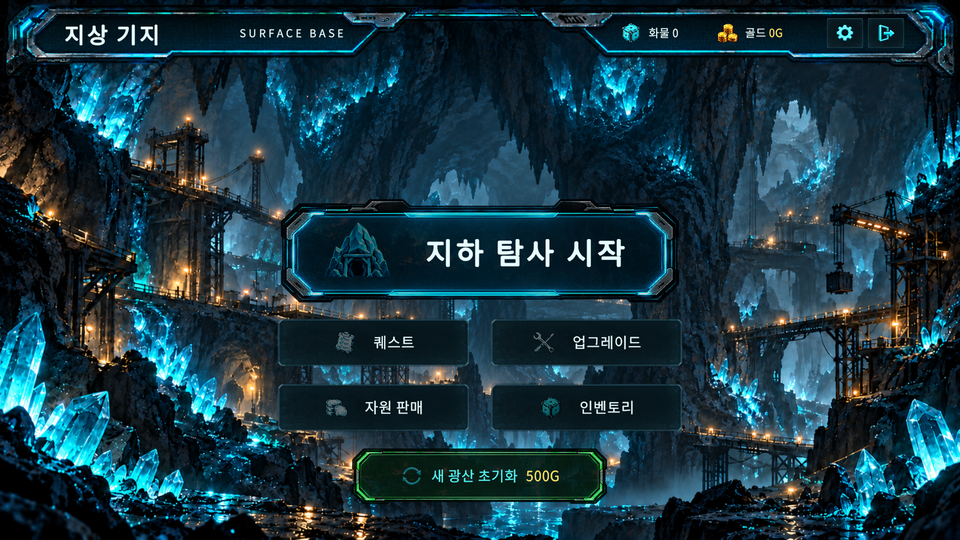 지상 기지
SURFACE BASE
화물 0
골드 0G
지하 탐사 시작
퀘스트
업그레이드
자원 판매
인벤토리
새 광산 초기화 500G